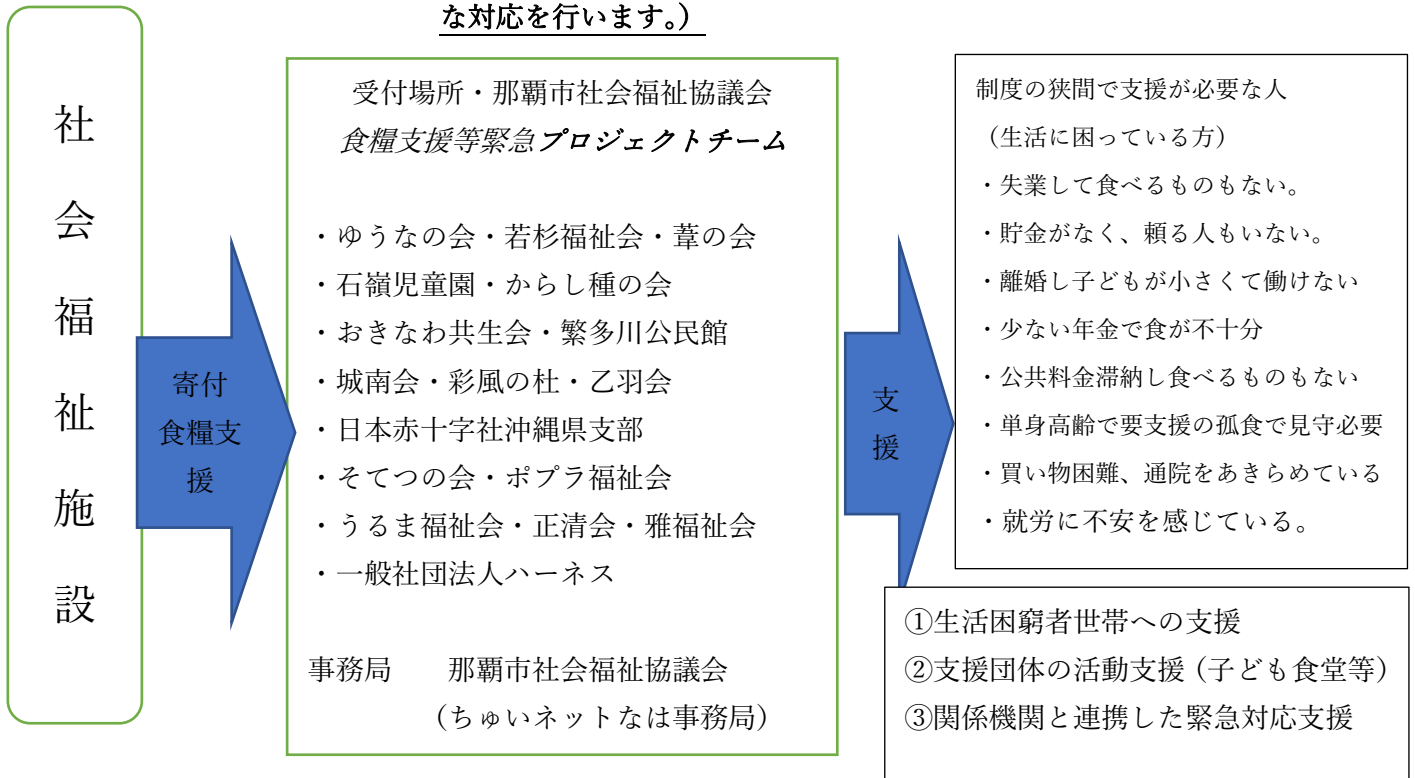 な対応を行います。）
社
会
福
祉
施
設
寄付
食糧支
援
受付場所・那覇市社会福祉協議会
食糧支援等緊急プロジェクトチーム
・ゆうなの会・若杉福祉会・葦の会
・石嶺児童園・からし種の会
・おきなわ共生会・繁多川公民館
・城南会・彩風の杜・乙羽会
・日本赤十字社沖縄県支部
・そてつの会・ポプラ福祉会
・うるま福祉会・正清会・雅福祉会
・一般社団法人ハーネス
事務局　　那覇市社会福祉協議会
（ちゅいネットなは事務局）
支
援
制度の狭間で支援が必要な人
（生活に困っている方）
・失業して食べるものもない。
・貯金がなく、頼る人もいない。
・離婚し子どもが小さくて働けない
・少ない年金で食が不十分
・公共料金滞納し食べるものもない
・単身高齢で要支援の孤食で見守必要
・買い物困難、通院をあきらめている
・就労に不安を感じている。
①生活困窮者世帯への支援
②支援団体の活動支援（子ども食堂等）
③関係機関と連携した緊急対応支援